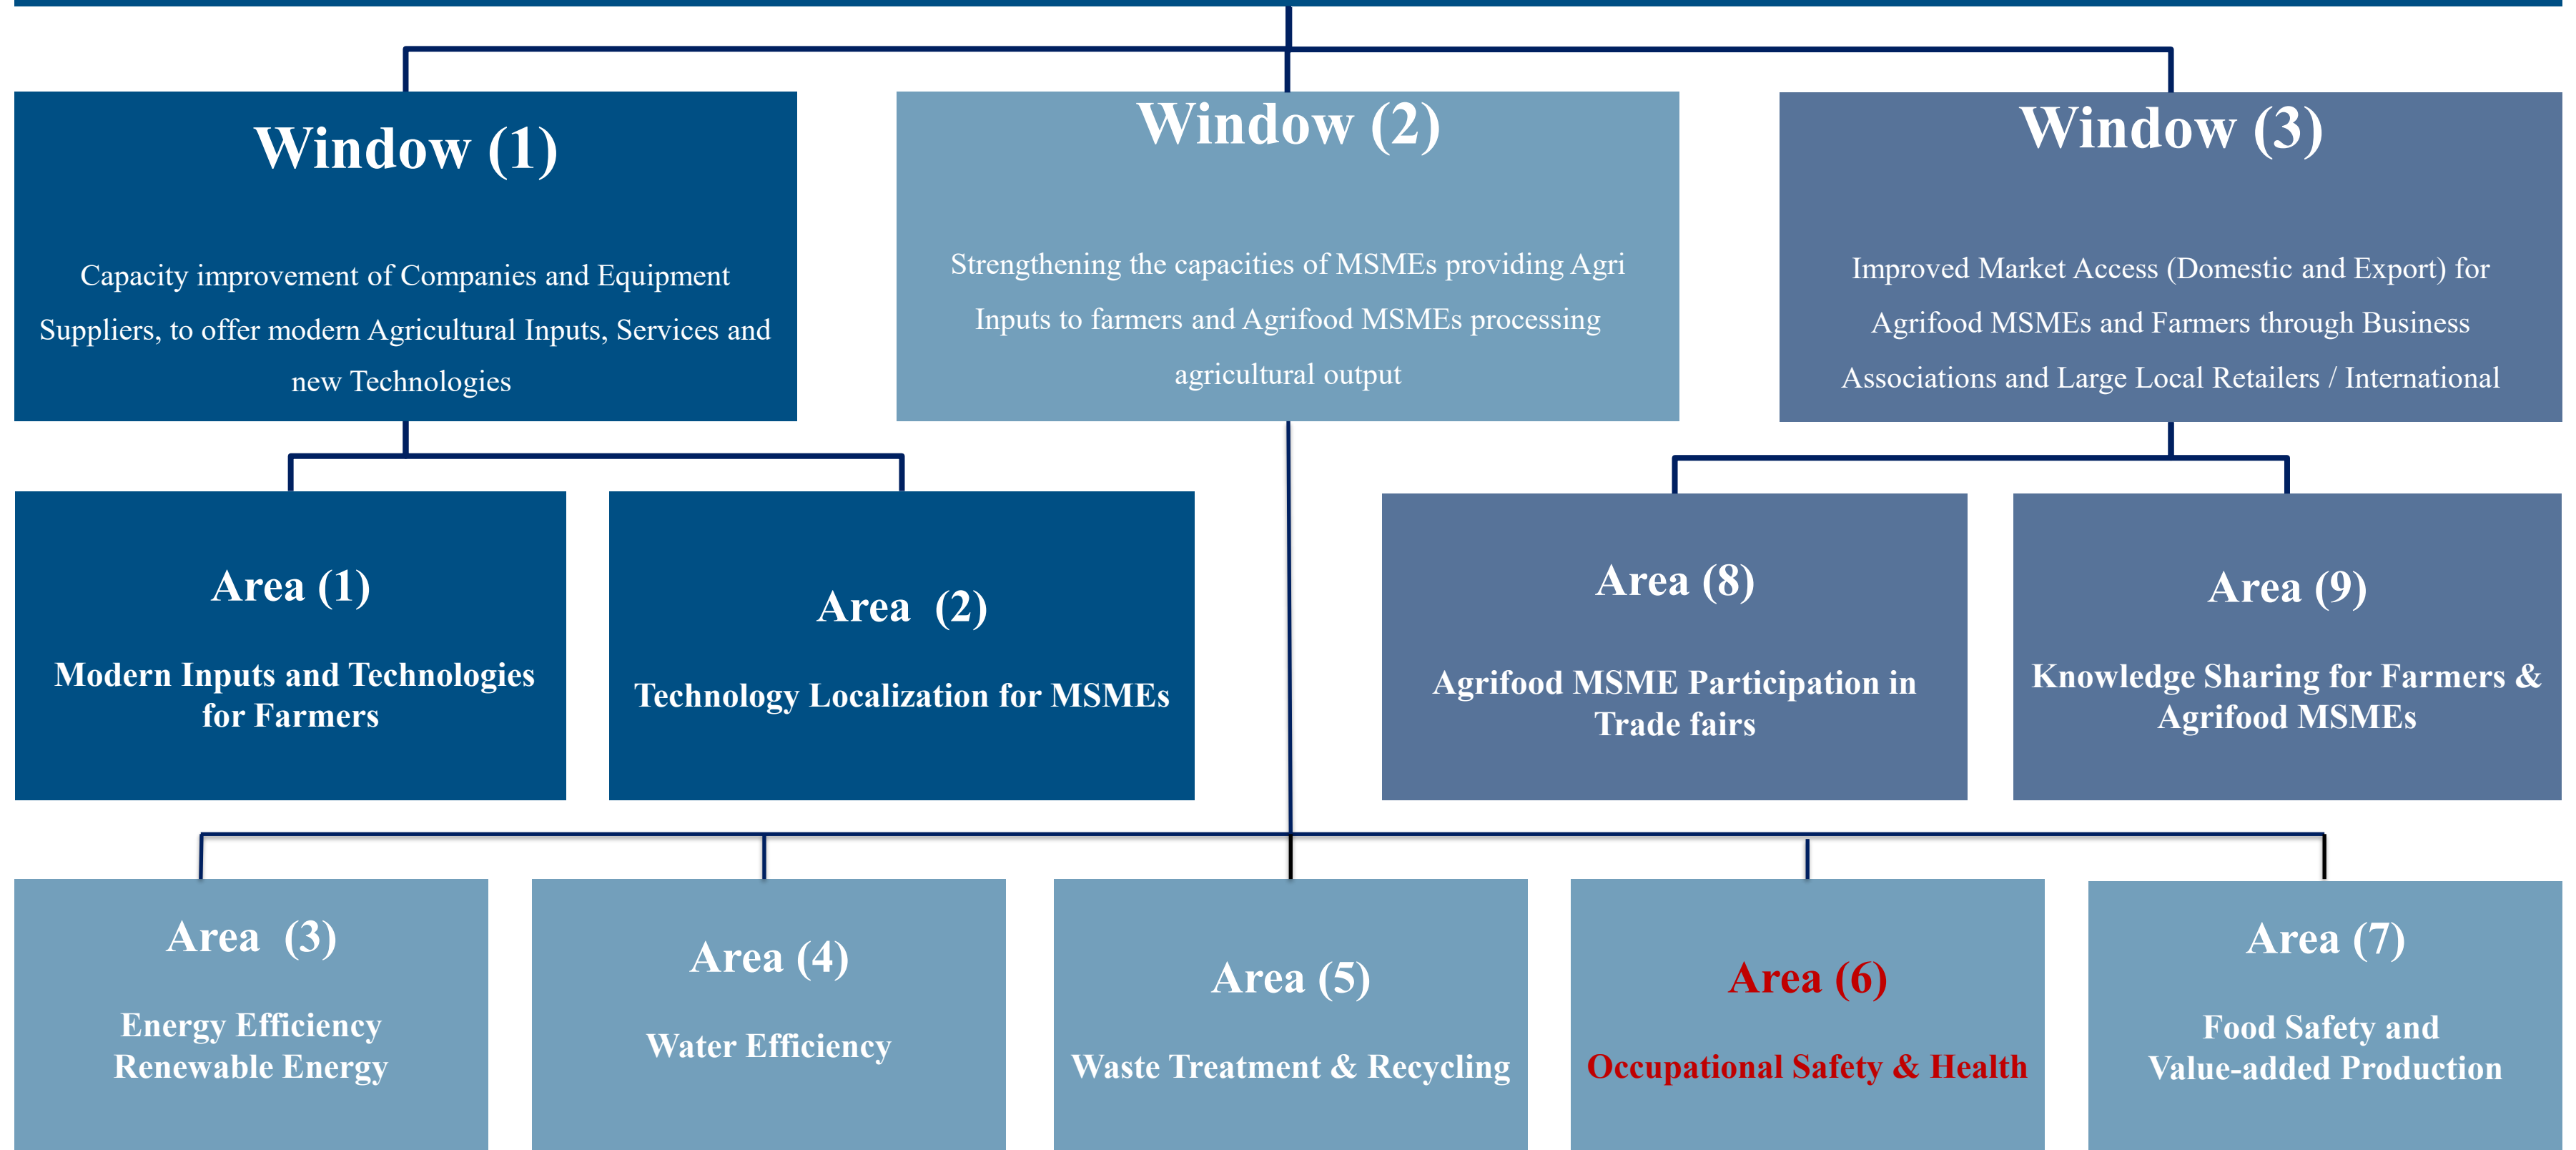 Window (1)
Capacity improvement of Companies and Equipment
Suppliers, to offer modern Agricultural Inputs, Services and
new Technologies
Window (2)
Strengthening the capacities of MSMEs providing Agri
Inputs to farmers and Agrifood MSMEs processing
agricultural output
Window (3)
Improved Market Access (Domestic and Export) for
Agrifood MSMEs and Farmers through Business
Associations and Large Local Retailers / International
Area (1)
Modern Inputs and Technologies
for Farmers
Area (2)
Technology Localization for MSMEs
Area (8)
Agrifood MSME Participation in
Trade fairs
Area (9)
Knowledge Sharing for Farmers &
Agrifood MSMEs
Area (3)
Energy Efficiency
Renewable Energy
Area (4)
Water Efficiency
Area (5)
Waste Treatment & Recycling
Area (6)
Occupational Safety & Health
Area (7)
Food Safety and
Value-added Production